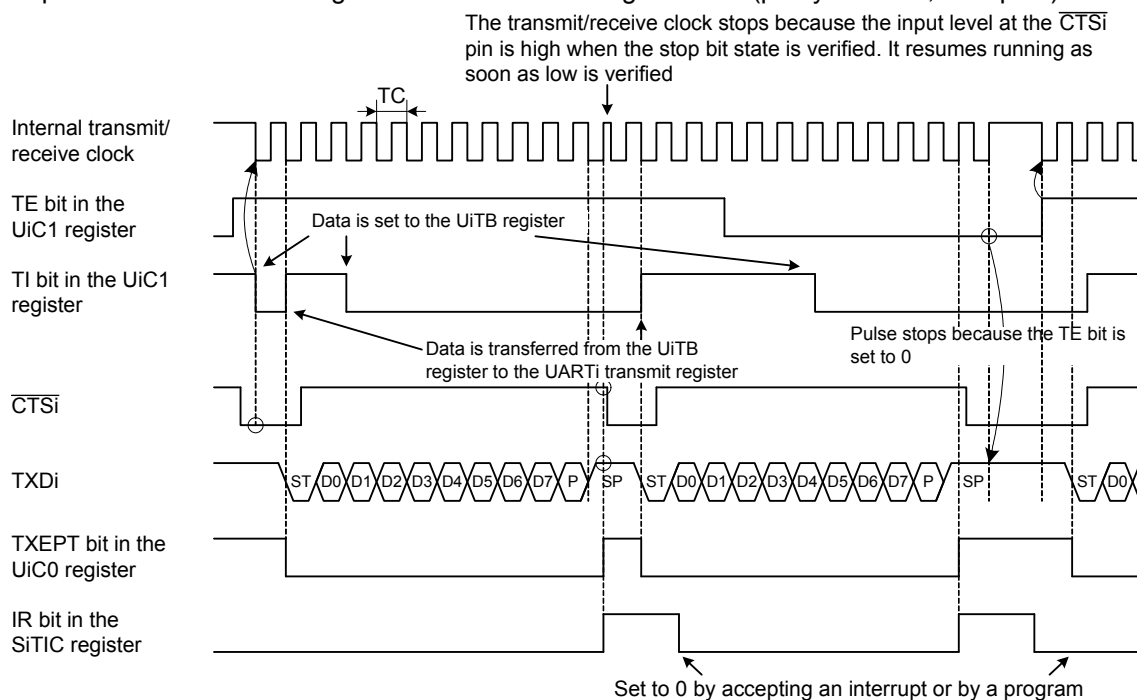 The transmit/receive clock stops because the input level at the CTSi
pin is high when the stop bit state is verified. It resumes running as
soon as low is verified
TC
Internal transmit/
receive clock
TE bit in the
UiC1 register
Data is set to the UiTB register
TI bit in the UiC1
register
Pulse stops because the TE bit is
set to 0
Data is transferred from the UiTB
register to the UARTi transmit register
CTSi
TXDi
ST D0 D1 D2 D3 D4 D5 D6 D7 P SP ST D0 D1 D2 D3 D4 D5 D6 D7 P SP ST D0
TXEPT bit in the
UiC0 register
IR bit in the
SiTIC register
Set to 0 by accepting an interrupt or by a program